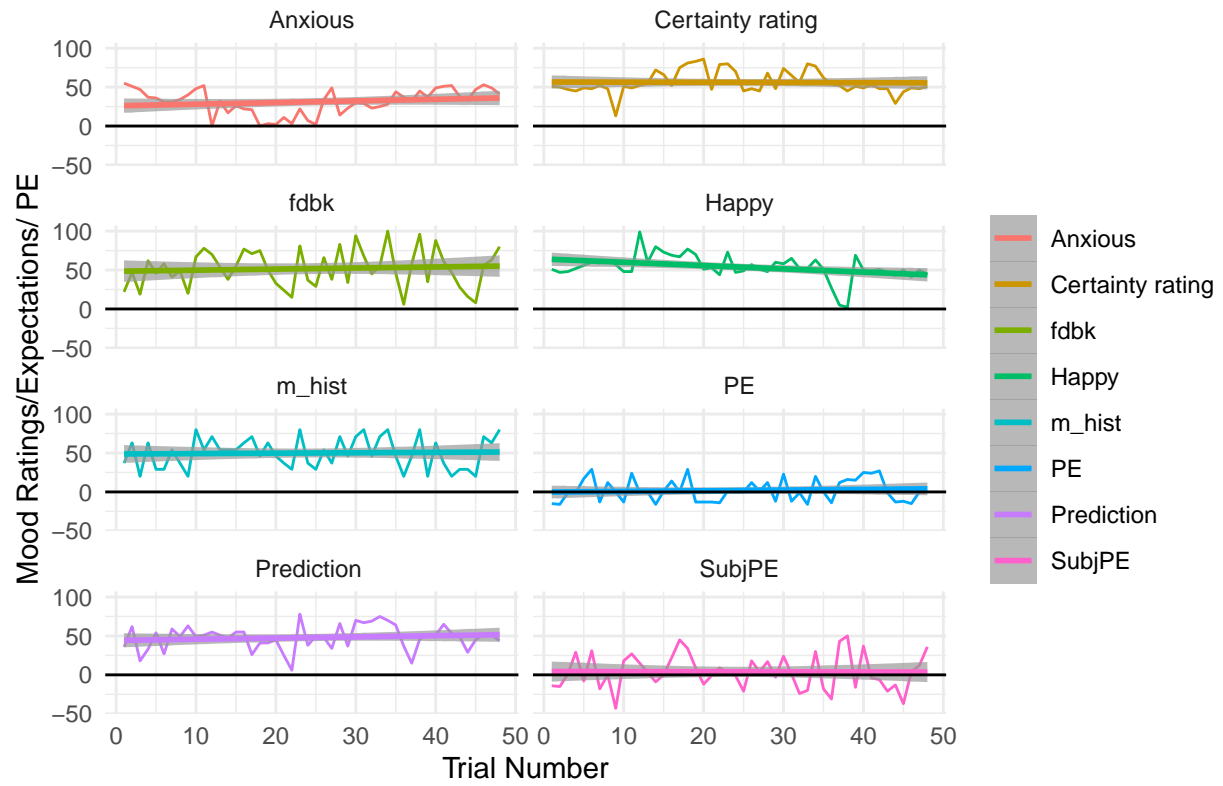 Anxious
Certainty rating
100
50
0
−50
fdbk
Happy
100
50
0
−50
m_hist
PE
100
50
0
−50
Prediction
SubjPE
100
50
0
−50
0 10 20 30 40 50 0 10 20 30 40 50
Trial Number
Mood Ratings/Expectations/ PE
Anxious
Certainty rating
fdbk
Happy
m_hist
PE
Prediction
SubjPE